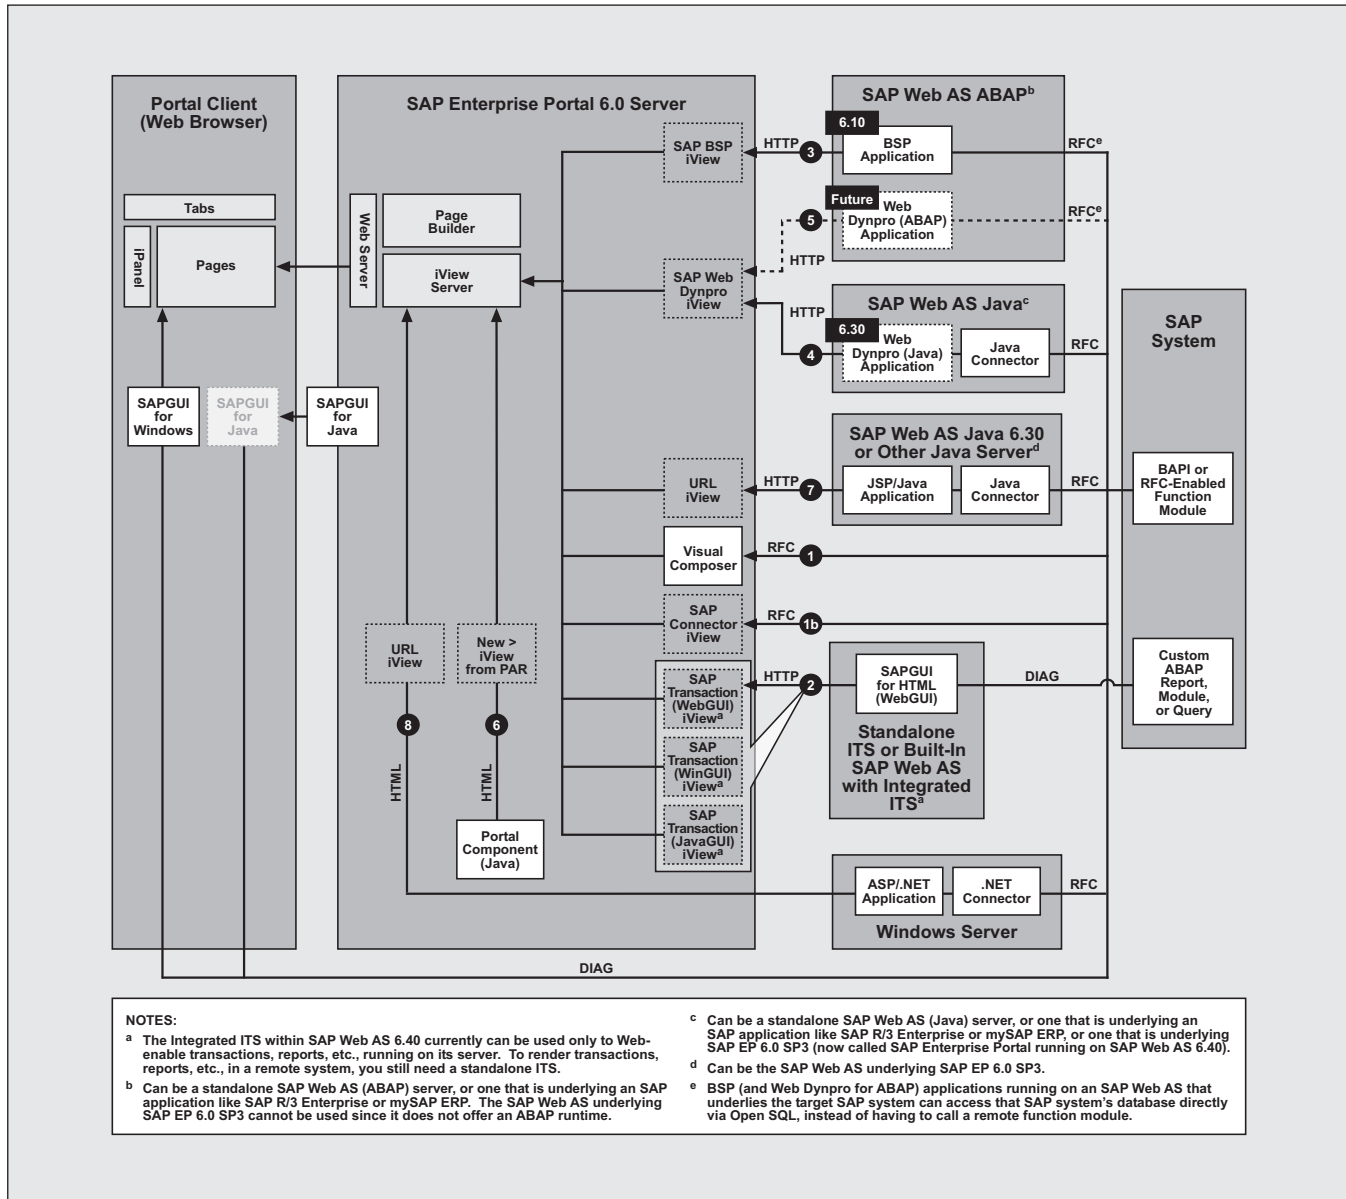 Portal Client
(Web Browser)
Tabs
iPanel
Pages
SAPGUI
for
Windows
SAPGUI
for
Java
SAPGUI
for
Java
SAP Enterprise Portal 6.0 Server
Web Server
Page
Builder
iView
Server
SAP BSP
iView
SAP Web
Dynpro
iView
URL
iView
Visual
Composer
SAP
Connector
iView
SAP
Transaction
(WebGUI)
iViewᵃ
SAP
Transaction
(WinGUI)
iViewᵃ
SAP
Transaction
(JavaGUI)
iViewᵃ
URL
iView
New >
iView
from PAR
8
6
HTML
HTML
Portal
Component
(Java)
HTTP
3
5
HTTP
HTTP
4
HTTP
7
RFC
1
RFC
1b
HTTP
2
SAP Web AS ABAPᵇ
6.10
BSP
Application
RFCᵉ
Future
Web
Dynpro (ABAP)
Application
RFCᵉ
SAP Web AS Javaᶜ
6.30
Web
Dynpro (Java)
Application
Java
Connector
RFC
SAP Web AS Java 6.30
or Other Java Serverᵈ
JSP/Java
Application
Java
Connector
RFC
SAPGUI
for HTML
(WebGUI)
DIAG
Standalone
ITS or Built-In
SAP Web AS
with Integrated
ITSᵃ
ASP/.NET
Application
.NET
Connector
RFC
Windows Server
SAP
System
BAPI or
RFC-Enabled
Function
Module
Custom
ABAP
Report,
Module,
or Query
DIAG
NOTES:
ᵃ The Integrated ITS within SAP Web AS 6.40 currently can be used only to Web-
enable transactions, reports, etc., running on its server. To render transactions,
reports, etc., in a remote system, you still need a standalone ITS.
ᵇ Can be a standalone SAP Web AS (ABAP) server, or one that is underlying an SAP
application like SAP R/3 Enterprise or mySAP ERP. The SAP Web AS underlying
SAP EP 6.0 SP3 cannot be used since it does not offer an ABAP runtime.
ᶜ Can be a standalone SAP Web AS (Java) server, or one that is underlying an
SAP application like SAP R/3 Enterprise or mySAP ERP, or one that is underlying
SAP EP 6.0 SP3 (now called SAP Enterprise Portal running on SAP Web AS 6.40).
ᵈ Can be the SAP Web AS underlying SAP EP 6.0 SP3.
ᵉ BSP (and Web Dynpro for ABAP) applications running on an SAP Web AS that
underlies the target SAP system can access that SAP system's database directly
via Open SQL, instead of having to call a remote function module.